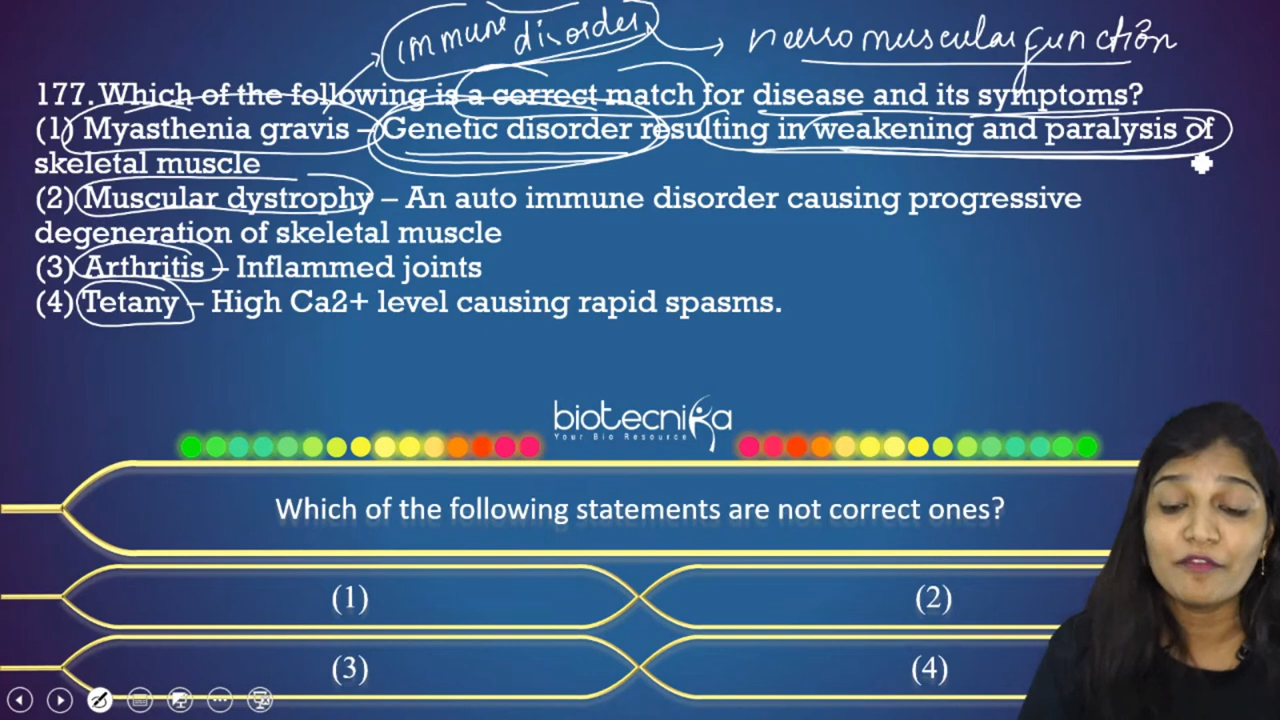 immune disorder → neuromuscular function
177. Which of the following is a correct match for disease and its symptoms?
(1) Myasthenia gravis – Genetic disorder resulting in weakening and paralysis of
skeletal muscle
(2) Muscular dystrophy – An auto immune disorder causing progressive
degeneration of skeletal muscle
(3) Arthritis – Inflammed joints
(4) Tetany – High Ca2+ level causing rapid spasms.
biotecnika
Your Bio Resource
Which of the following statements are not correct ones?
(1) (2)
(3) (4)